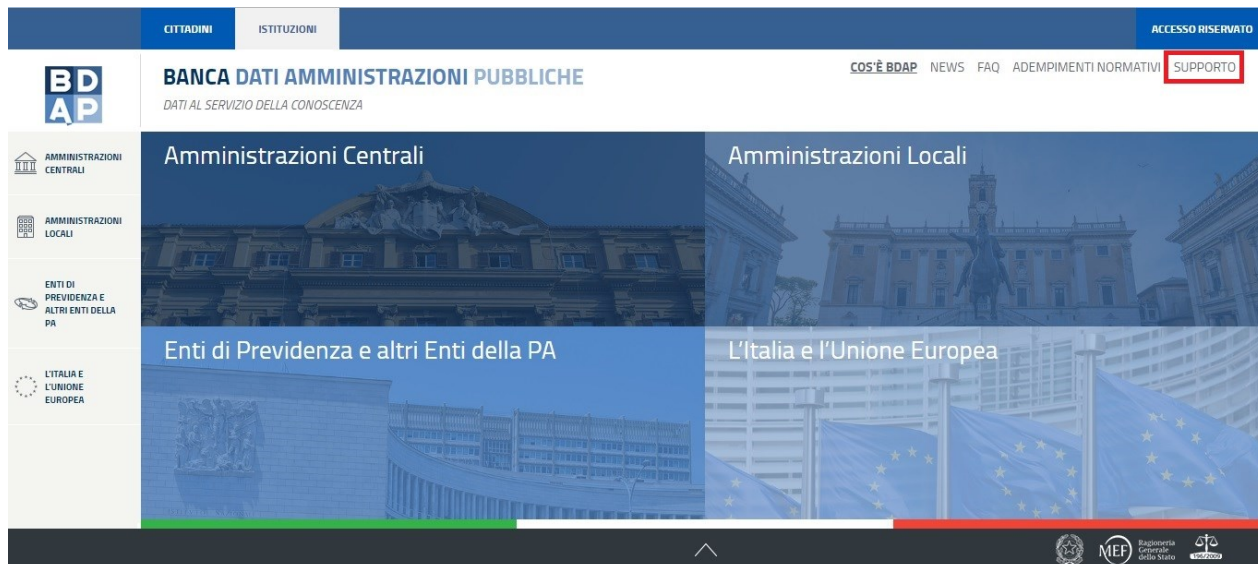 CITTADINI
ISTITUZIONI
ACCESSO RISERVATO
BD
AP
BANCA DATI AMMINISTRAZIONI PUBBLICHE
DATI AL SERVIZIO DELLA CONOSCENZA
COS'È BDAP NEWS FAQ ADEMPIMENTI NORMATIVI SUPPORTO
AMMINISTRAZIONI
CENTRALI
AMMINISTRAZIONI
LOCALI
ENTI DI
PREVIDENZA E
ALTRI ENTI DELLA
PA
L'ITALIA E
L'UNIONE
EUROPEA
Amministrazioni Centrali
Amministrazioni Locali
Enti di Previdenza e altri Enti della PA
L'Italia e l'Unione Europea
MEF
Ragioneria
Generale
dello Stato
196/2009